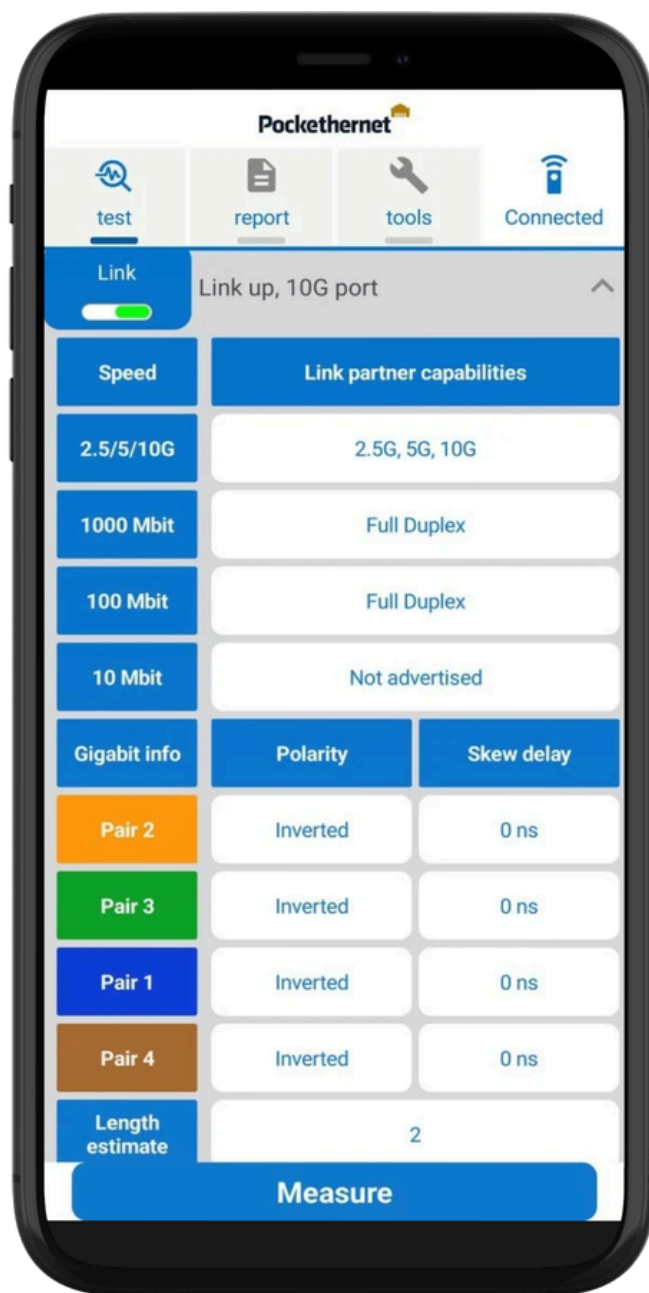 Pockethernet
test report tools Connected
Link
Link up, 10G port
Speed Link partner capabilities
2.5/5/10G 2.5G, 5G, 10G
1000 Mbit Full Duplex
100 Mbit Full Duplex
10 Mbit Not advertised
Gigabit info Polarity Skew delay
Pair 2 Inverted 0 ns
Pair 3 Inverted 0 ns
Pair 1 Inverted 0 ns
Pair 4 Inverted 0 ns
Length
estimate 2
Measure